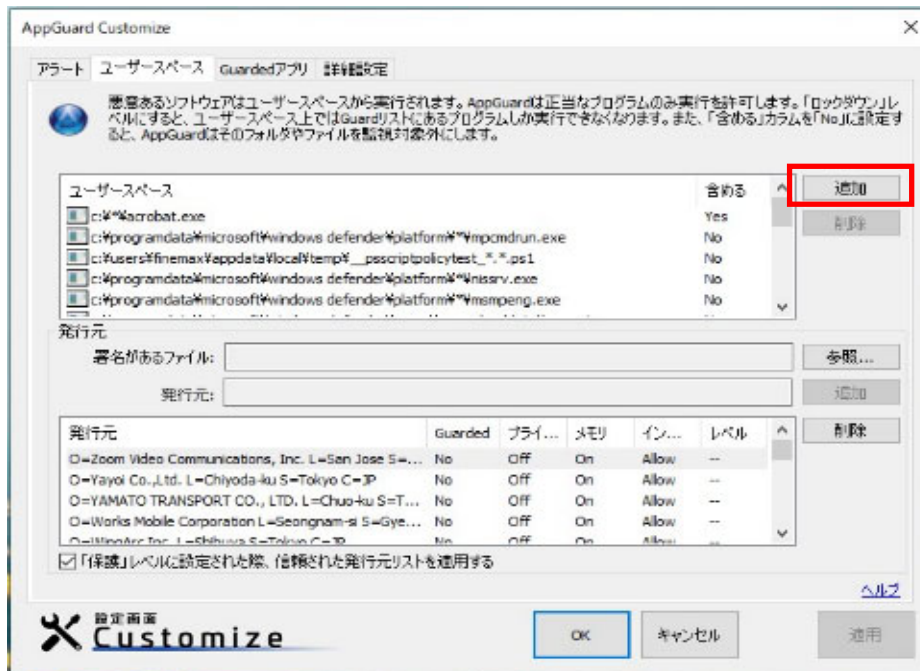 AppGuard Customize
アラート ユーザースペース Guardedアプリ 詳細設定
悪意あるソフトウェアはユーザースペースから実行されます。AppGuardは正当なプログラムのみ実行を許可します。「ロックダウン」レ
ベルにすると、ユーザースペース上ではGuardリストにあるプログラムしか実行できなくなります。また、「含める」カラムを「No」に設定す
ると、AppGuardはそのフォルダやファイルを監視対象外にします。
ユーザースペース 含める 追加
c:¥*¥acrobat.exe Yes 削除
c:¥programdata¥microsoft¥windows defender¥platform¥*¥mpcmdrun.exe No
c:¥users¥finemax¥appdata¥local¥temp¥__psscriptpolicytest_*.*.ps1 No
c:¥programdata¥microsoft¥windows defender¥platform¥*¥nissrv.exe No
c:¥programdata¥microsoft¥windows defender¥platform¥*¥msmpeng.exe No
発行元
署名があるファイル: 参照...
発行元: 追加
発行元 Guarded プライ... メモリ イン... レベル 削除
O=Zoom Video Communications, Inc. L=San Jose S=... No Off On Allow --
O=Yayoi Co.,Ltd. L=Chiyoda-ku S=Tokyo C=JP No Off On Allow --
O=YAMATO TRANSPORT CO., LTD. L=Chuo-ku S=T... No Off On Allow --
O=Works Mobile Corporation L=Seongnam-si S=Gye... No Off On Allow --
O=WingArc Inc. L=Shibuya S=Tokyo C=JP No Off On Allow --
「保護」レベルに設定された際、信頼された発行元リストを適用する
ヘルプ
設定画面
Customize
OK キャンセル 適用